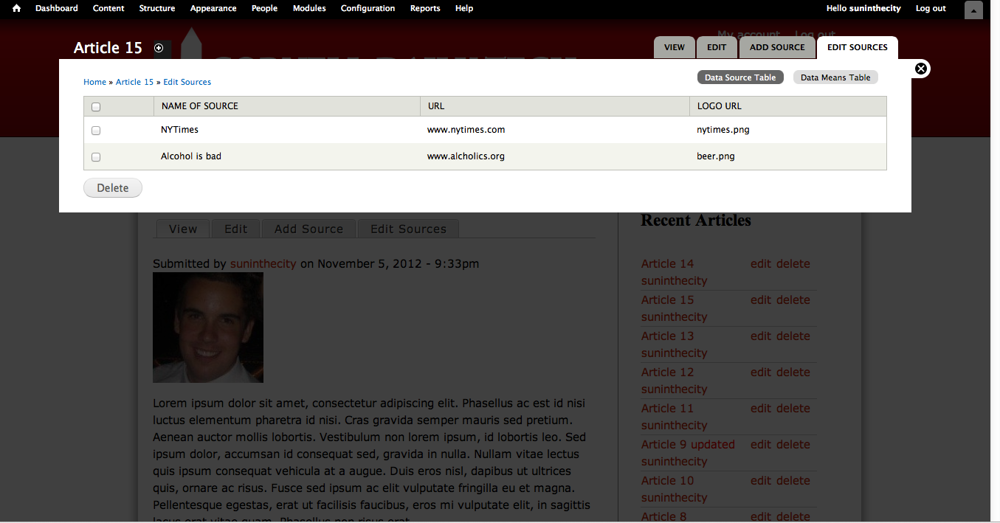 Dashboard Content Structure Appearance People Modules Configuration Reports Help Hello suninthecity Log out
My account Log out
Article 15 VIEW EDIT ADD SOURCE EDIT SOURCES
Home » Article 15 » Edit Sources Data Source Table Data Means Table
NAME OF SOURCE URL LOGO URL
NYTimes www.nytimes.com nytimes.png
Alcohol is bad www.alcholics.org beer.png
Delete
View Edit Add Source Edit Sources
Submitted by suninthecity on November 5, 2012 - 9:33pm
Lorem ipsum dolor sit amet, consectetur adipiscing elit. Phasellus ac est id nisi
luctus elementum pharetra id nisi. Cras gravida semper mauris sed pretium.
Aenean auctor mollis lobortis. Vestibulum non lorem ipsum, id lobortis leo. Sed
ipsum dolor, accumsan id consequat sed, gravida in nulla. Nullam vitae lectus
quis ipsum consequat vehicula at a augue. Duis eros nisl, dapibus ut ultrices
quis, ornare ac risus. Fusce sed ipsum ac elit vulputate fringilla eu et magna.
Pellentesque egestas, erat ut facilisis faucibus, eros mi vulputate elit, in sagittis
lacus erat vitae quam. Pellentesque non risus erat.
Recent Articles
Article 14 edit delete
suninthecity
Article 15 edit delete
suninthecity
Article 13 edit delete
suninthecity
Article 12 edit delete
suninthecity
Article 11 edit delete
suninthecity
Article 9 updated edit delete
suninthecity
Article 10 edit delete
suninthecity
Article 8 edit delete